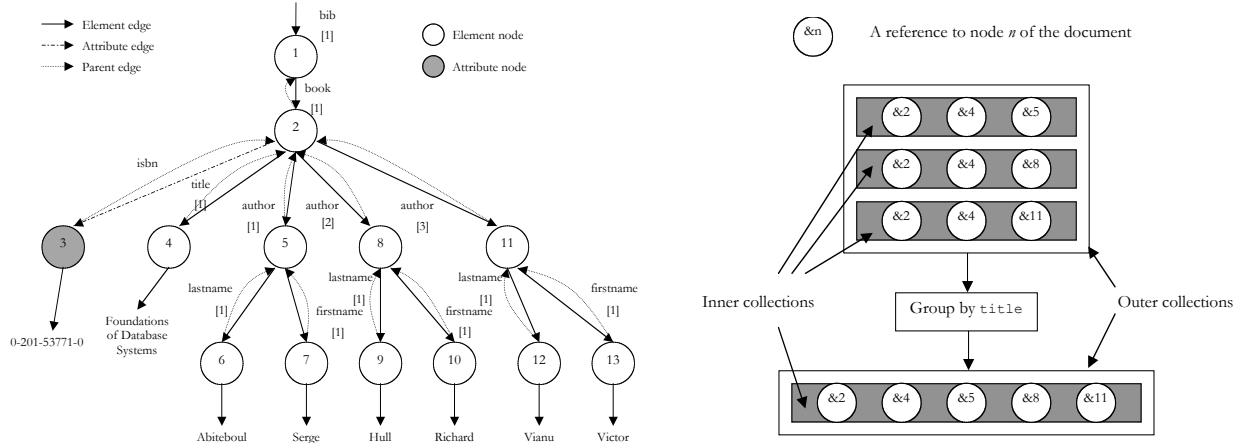 Element edge
Attribute edge
Parent edge
bib
[1]
Element node
Attribute node
1
book
[1]
2
isbn
title
[1]
author
[1]
author
[2]
author
[3]
3
4
5
8
11
lastname
[1]
firstname
[1]
lastname
[1]
firstname
[1]
lastname
[1]
firstname
[1]
0-201-53771-0
Foundations
of Database
Systems
6
7
9
10
12
13
Abiteboul
Serge
Hull
Richard
Vianu
Victor
&n
A reference to node n of the document
&2 &4 &5
&2 &4 &8
&2 &4 &11
Inner collections
Group by title
Outer collections
&2 &4 &5 &8 &11